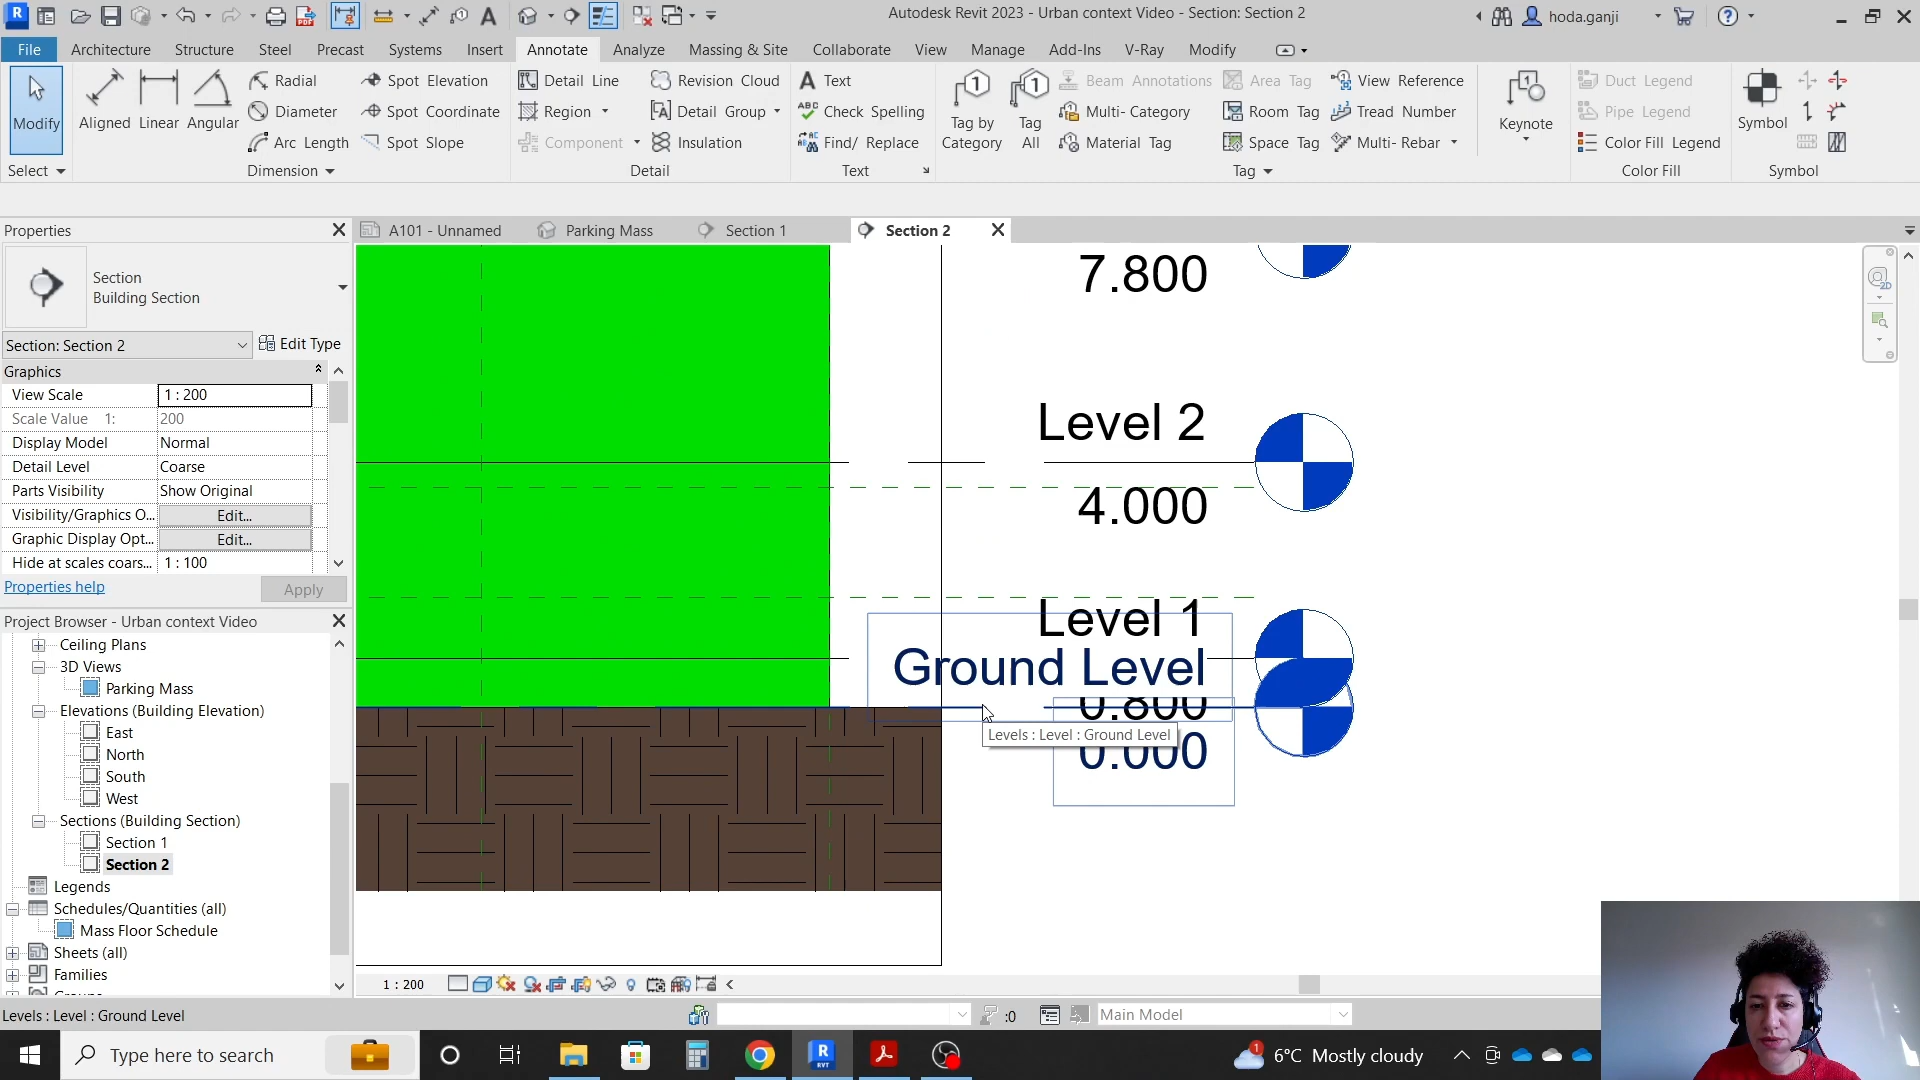 Autodesk Revit 2023 - Urban context Video - Section: Section 2
hoda.ganji
File Architecture Structure Steel Precast Systems Insert Annotate Analyze Massing & Site Collaborate View Manage Add-Ins V-Ray Modify
Modify
Select
Aligned
Linear
Angular
Radial
Diameter
Arc Length
Spot Elevation
Spot Coordinate
Spot Slope
Dimension
Detail Line
Region
Component
Revision Cloud
Detail Group
Insulation
Detail
Text
Check Spelling
Find/ Replace
Text
Tag by
Category
Tag
All
Beam Annotations
Multi- Category
Material Tag
Area Tag
Room Tag
Space Tag
View Reference
Tread Number
Multi- Rebar
Tag
Keynote
Duct Legend
Pipe Legend
Color Fill Legend
Color Fill
Symbol
Symbol
Properties
Section
Building Section
Section: Section 2
Edit Type
Graphics
View Scale 1 : 200
Scale Value 1: 200
Display Model Normal
Detail Level Coarse
Parts Visibility Show Original
Visibility/Graphics O... Edit...
Graphic Display Opt... Edit...
Hide at scales coars... 1 : 100
Properties help
Apply
Project Browser - Urban context Video
Ceiling Plans
3D Views
Parking Mass
Elevations (Building Elevation)
East
North
South
West
Sections (Building Section)
Section 1
Section 2
Legends
Schedules/Quantities (all)
Mass Floor Schedule
Sheets (all)
Families
A101 - Unnamed
Parking Mass
Section 1
Section 2
7.800
Level 2
4.000
Level 1
Ground Level
0.800
Levels : Level : Ground Level
0.000
1 : 200
Levels : Level : Ground Level
:0
Main Model
Type here to search
6°C Mostly cloudy